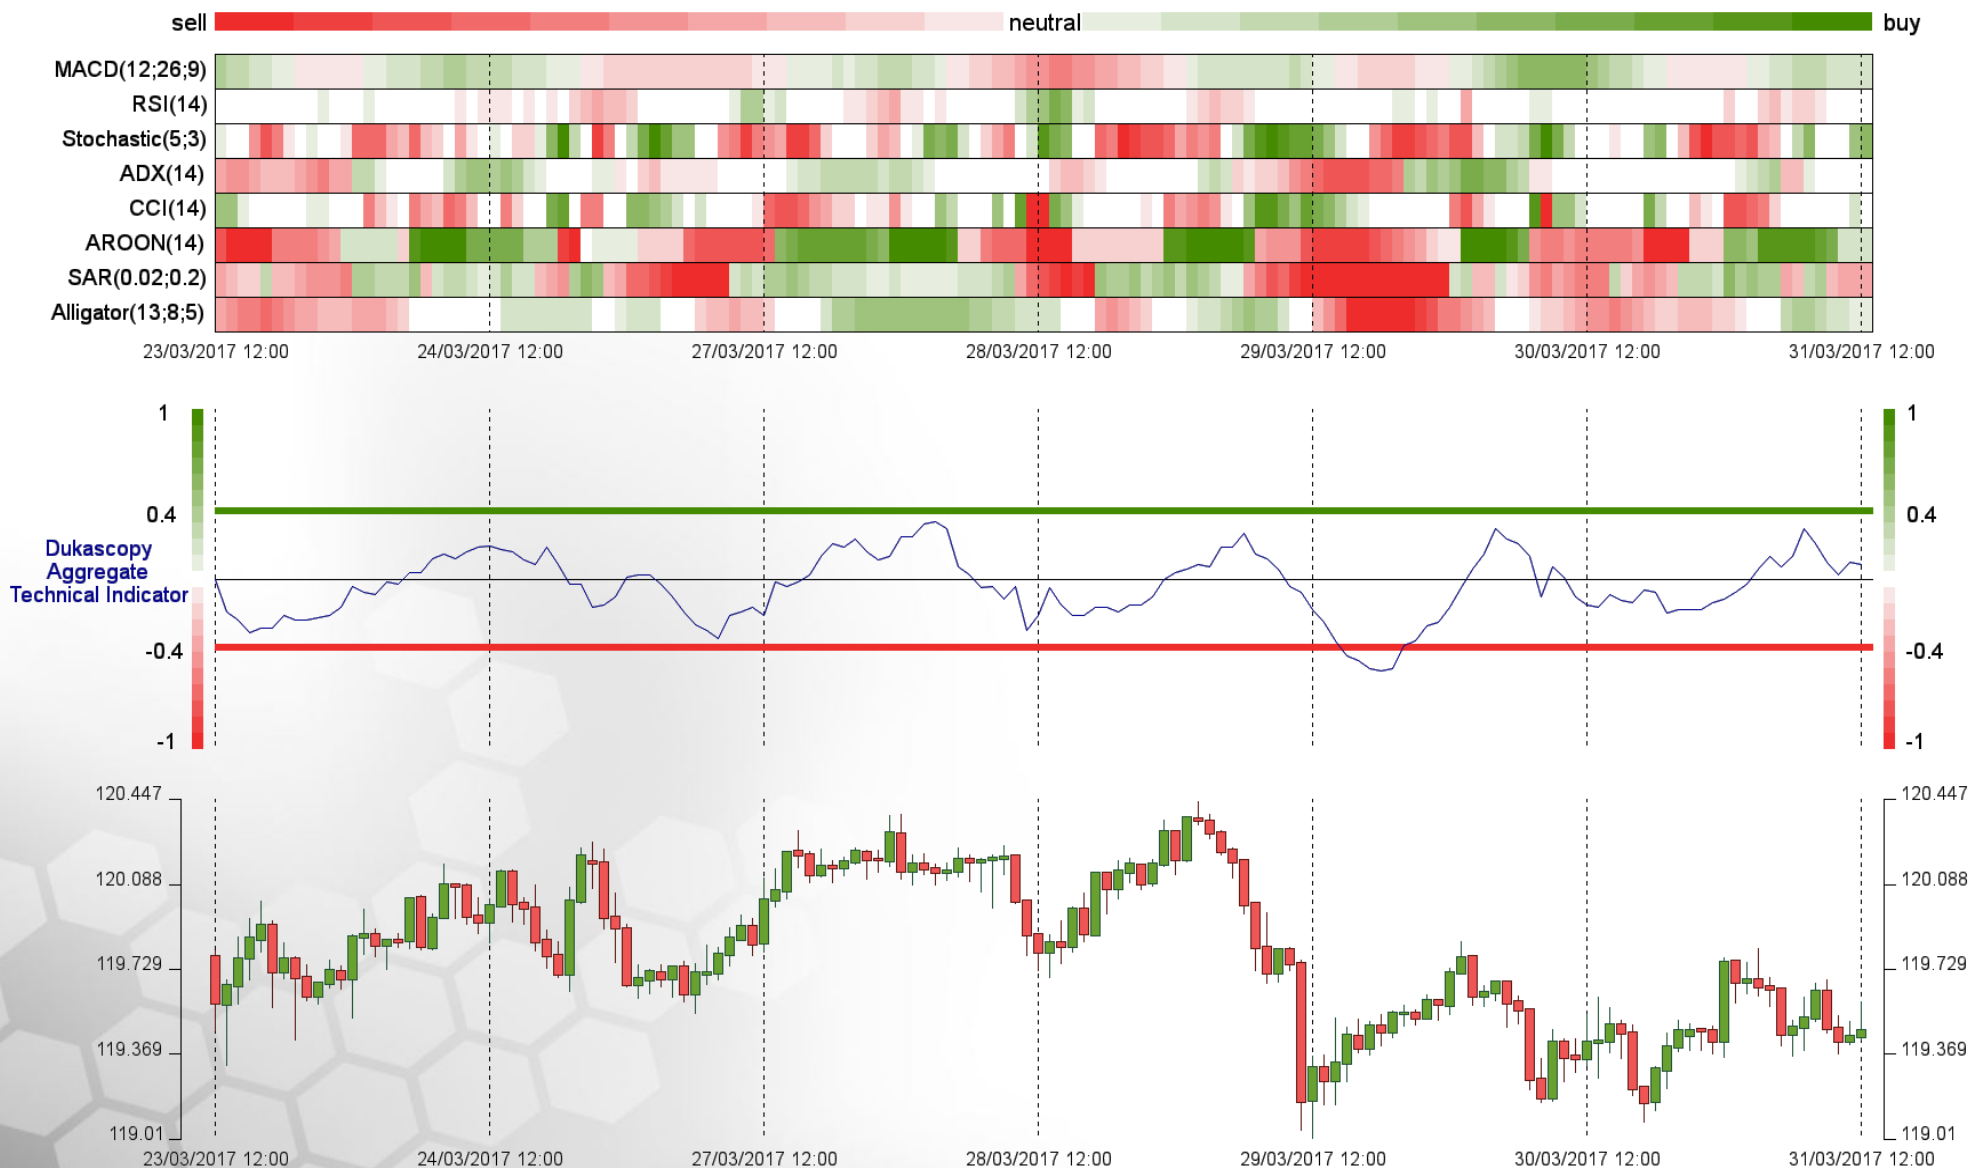 sell neutral buy
MACD(12;26;9)
RSI(14)
Stochastic(5;3)
ADX(14)
CCI(14)
AROON(14)
SAR(0.02;0.2)
Alligator(13;8;5)
23/03/2017 12:00 24/03/2017 12:00 27/03/2017 12:00 28/03/2017 12:00 29/03/2017 12:00 30/03/2017 12:00 31/03/2017 12:00
1 1
0.4 0.4
Dukascopy
Aggregate
Technical Indicator
-0.4 -0.4
-1 -1
120.447 120.447
120.088 120.088
119.729 119.729
119.369 119.369
119.01 119.01
23/03/2017 12:00 24/03/2017 12:00 27/03/2017 12:00 28/03/2017 12:00 29/03/2017 12:00 30/03/2017 12:00 31/03/2017 12:00